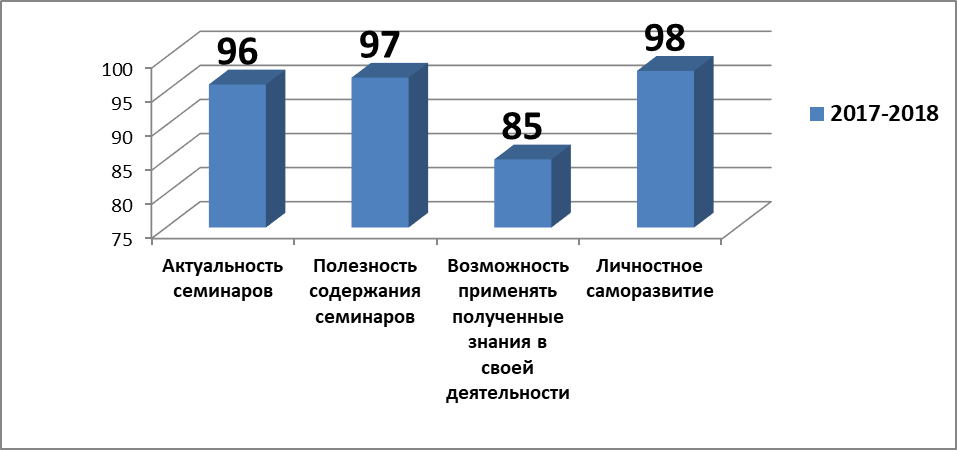 96
97
85
98
100
95
90
85
80
75
2017-2018
Актуальность
семинаров
Полезность
содержания
семинаров
Возможность
применять
полученные
знания в
своей
деятельности
Личностное
саморазвитие